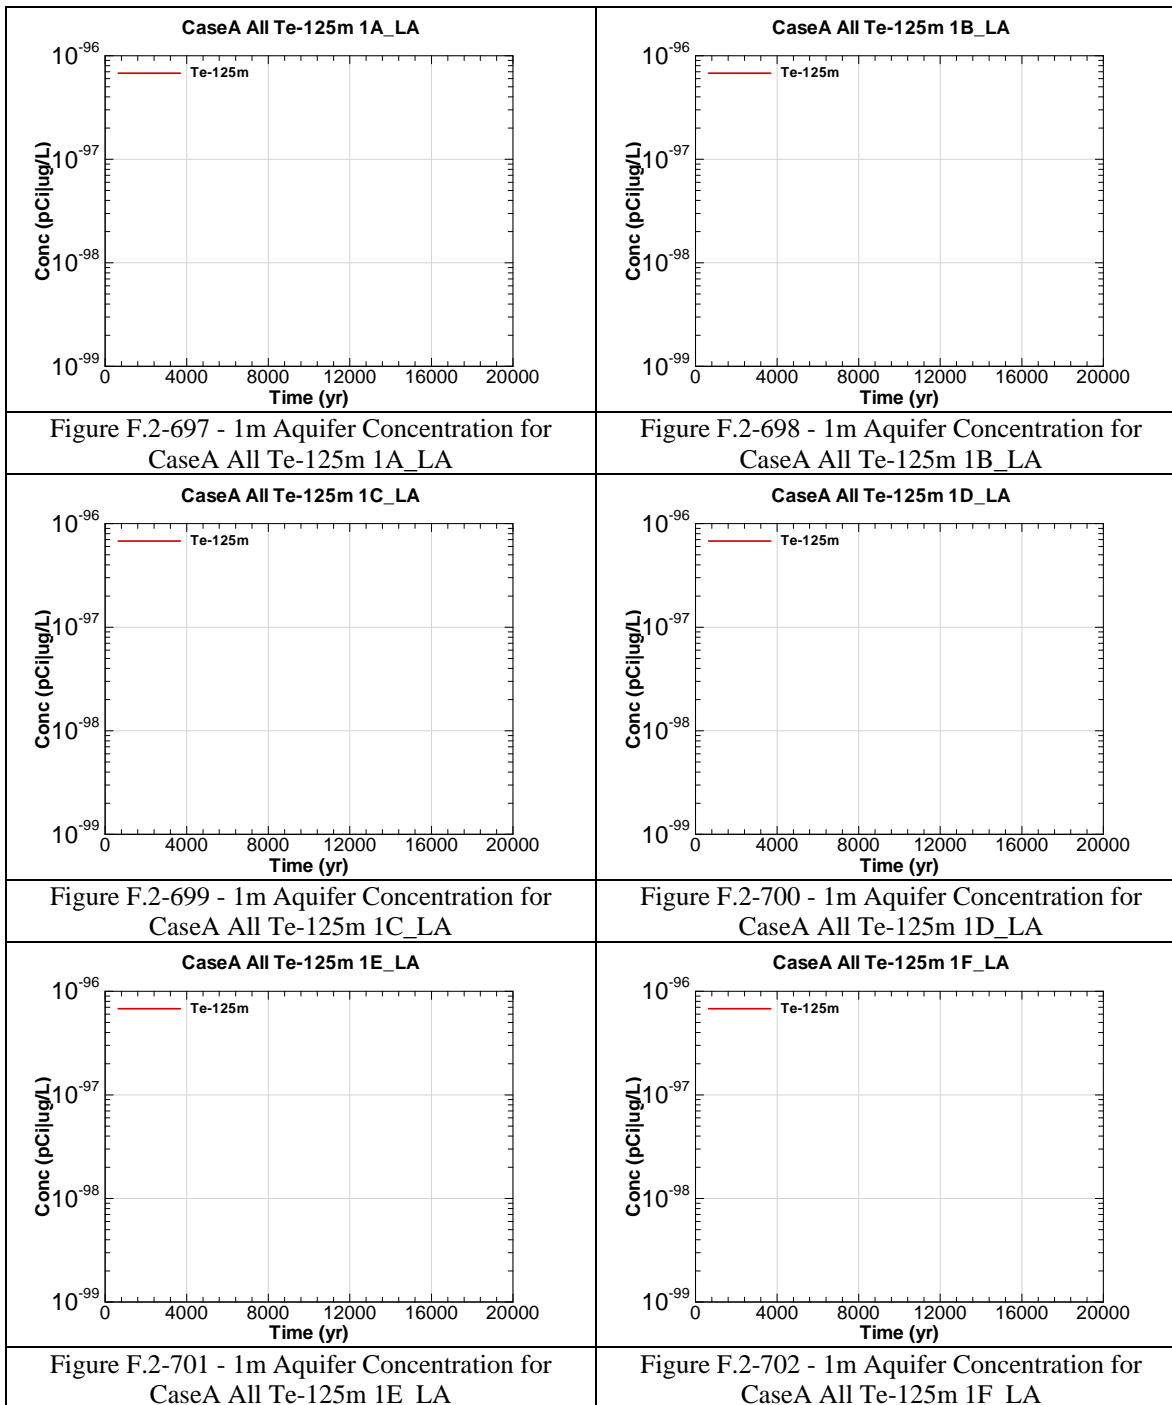 CaseA All Te-125m 1A_LA
10^-96
Te-125m
10^-97
Conc (pCi|ug/L)
10^-98
10^-99
0 4000 8000 12000 16000 20000
Time (yr)
Figure F.2-697 - 1m Aquifer Concentration for
CaseA All Te-125m 1A_LA
CaseA All Te-125m 1B_LA
10^-96
Te-125m
10^-97
Conc (pCi|ug/L)
10^-98
10^-99
0 4000 8000 12000 16000 20000
Time (yr)
Figure F.2-698 - 1m Aquifer Concentration for
CaseA All Te-125m 1B_LA
CaseA All Te-125m 1C_LA
10^-96
Te-125m
10^-97
Conc (pCi|ug/L)
10^-98
10^-99
0 4000 8000 12000 16000 20000
Time (yr)
Figure F.2-699 - 1m Aquifer Concentration for
CaseA All Te-125m 1C_LA
CaseA All Te-125m 1D_LA
10^-96
Te-125m
10^-97
Conc (pCi|ug/L)
10^-98
10^-99
0 4000 8000 12000 16000 20000
Time (yr)
Figure F.2-700 - 1m Aquifer Concentration for
CaseA All Te-125m 1D_LA
CaseA All Te-125m 1E_LA
10^-96
Te-125m
10^-97
Conc (pCi|ug/L)
10^-98
10^-99
0 4000 8000 12000 16000 20000
Time (yr)
Figure F.2-701 - 1m Aquifer Concentration for
CaseA All Te-125m 1E_LA
CaseA All Te-125m 1F_LA
10^-96
Te-125m
10^-97
Conc (pCi|ug/L)
10^-98
10^-99
0 4000 8000 12000 16000 20000
Time (yr)
Figure F.2-702 - 1m Aquifer Concentration for
CaseA All Te-125m 1F_LA